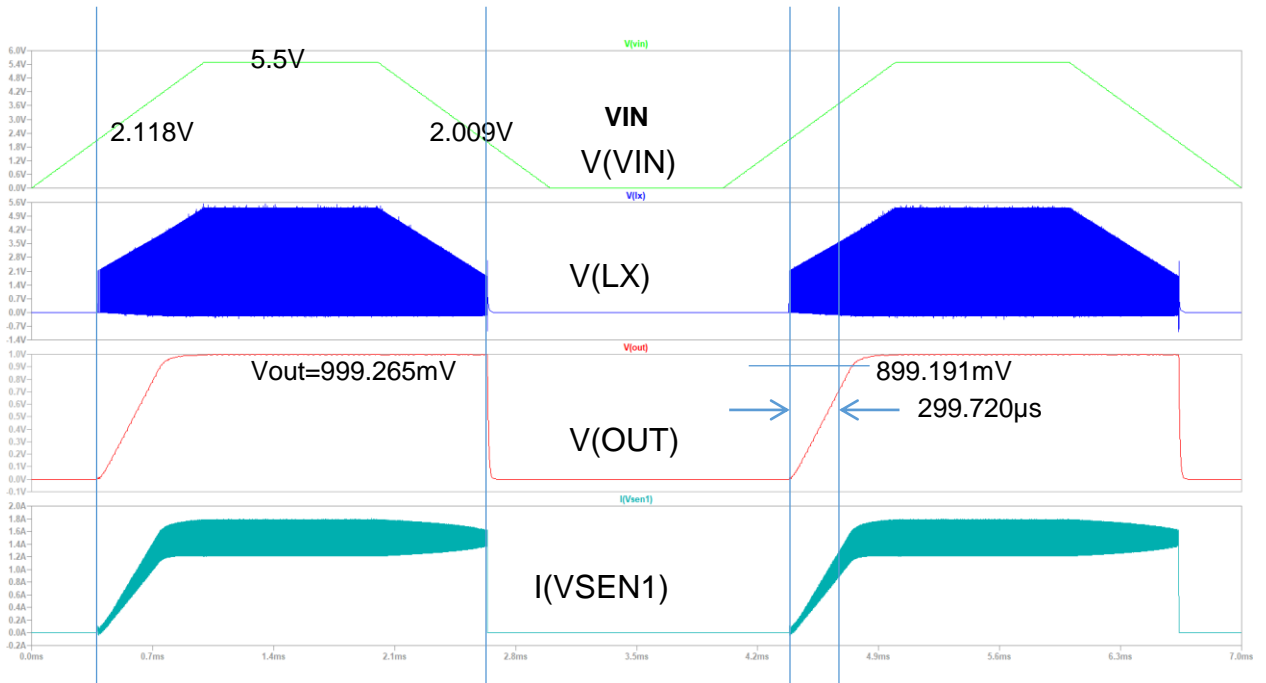 V(vin)
6.0V
5.4V
4.8V
4.2V
3.6V
3.0V
2.4V
1.8V
1.2V
0.6V
0.0V
5.5V
2.118V
2.009V
VIN
V(VIN)
V(lx)
5.6V
4.9V
4.2V
3.5V
2.8V
2.1V
1.4V
0.7V
0.0V
-0.7V
-1.4V
V(LX)
V(out)
1.0V
0.9V
0.8V
0.7V
0.6V
0.5V
0.4V
0.3V
0.2V
0.1V
0.0V
-0.1V
Vout=999.265mV
899.191mV
299.720µs
V(OUT)
I(Vsen1)
2.0A
1.8A
1.6A
1.4A
1.2A
1.0A
0.8A
0.6A
0.4A
0.2A
0.0A
-0.2A
I(VSEN1)
0.0ms 0.7ms 1.4ms 2.1ms 2.8ms 3.5ms 4.2ms 4.9ms 5.6ms 6.3ms 7.0ms